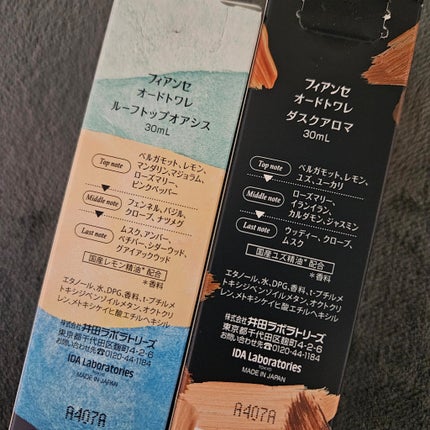 フィアンセ
オードトワレ
ルーフトップオアシス
30mL
Top note
ベルガモット、レモン、
マンダリン、マジョラム、
ローズマリー、
ピンクペッパー
Middle note
フェンネル、バジル、
クローブ、ナツメグ
Last note
ムスク、アンバー、
ベチバー、シダーウッド、
グアイアックウッド
国産レモン精油*配合
*香料
エタノール、水、DPG、香料、t-ブチルメ
トキシジベンゾイルメタン、オクトクリ
レン、メトキシケイヒ酸エチルヘキシル
株式会社 井田ラボラトリーズ
東京都千代田区麹町4-2-6
お問い合わせ先 0120-44-1184
IDA Laboratories
TOKYO
MADE IN JAPAN
A407A
フィアンセ
オードトワレ
ダスクアロマ
30mL
Top note
ベルガモット、レモン、
ユズ、ユーカリ
Middle note
ローズマリー、
イランイラン、
カルダモン、ジャスミン
Last note
ウッディー、クローブ、
ムスク
国産ユズ精油*配合
*香料
エタノール、水、DPG、香料、t-ブチルメ
トキシジベンゾイルメタン、オクトクリ
レン、メトキシケイヒ酸エチルヘキシル
株式会社 井田ラボラトリーズ
東京都千代田区麹町4-2-6
お問い合わせ先 0120-44-1184
IDA Laboratories
TOKYO
MADE IN JAPAN
A407A